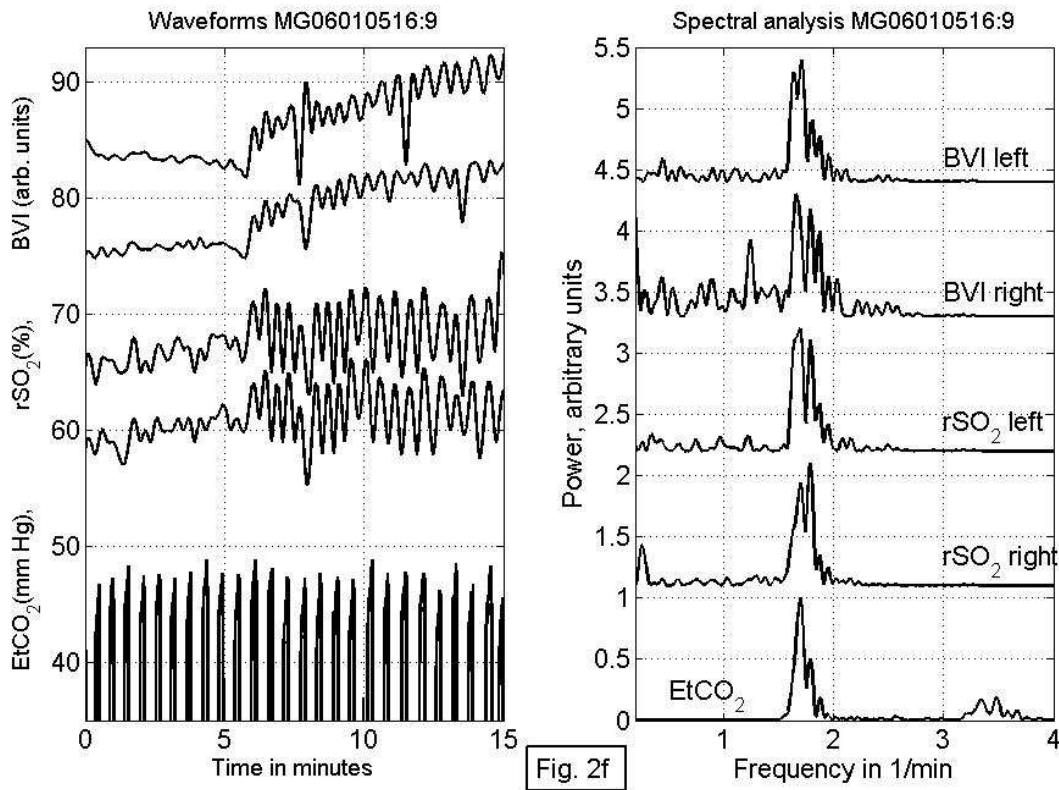 Waveforms MG06010516:9
BVI (arb. units)
rSO2(%),
EtCO2(mm Hg),
90
80
70
60
50
40
0 5 10 15
Time in minutes
Fig. 2f
Spectral analysis MG06010516:9
Power, arbitrary units
5.5
5
4.5
4
3.5
3
2.5
2
1.5
1
0.5
0
BVI left
BVI right
rSO2 left
rSO2 right
EtCO2
1 2 3 4
Frequency in 1/min